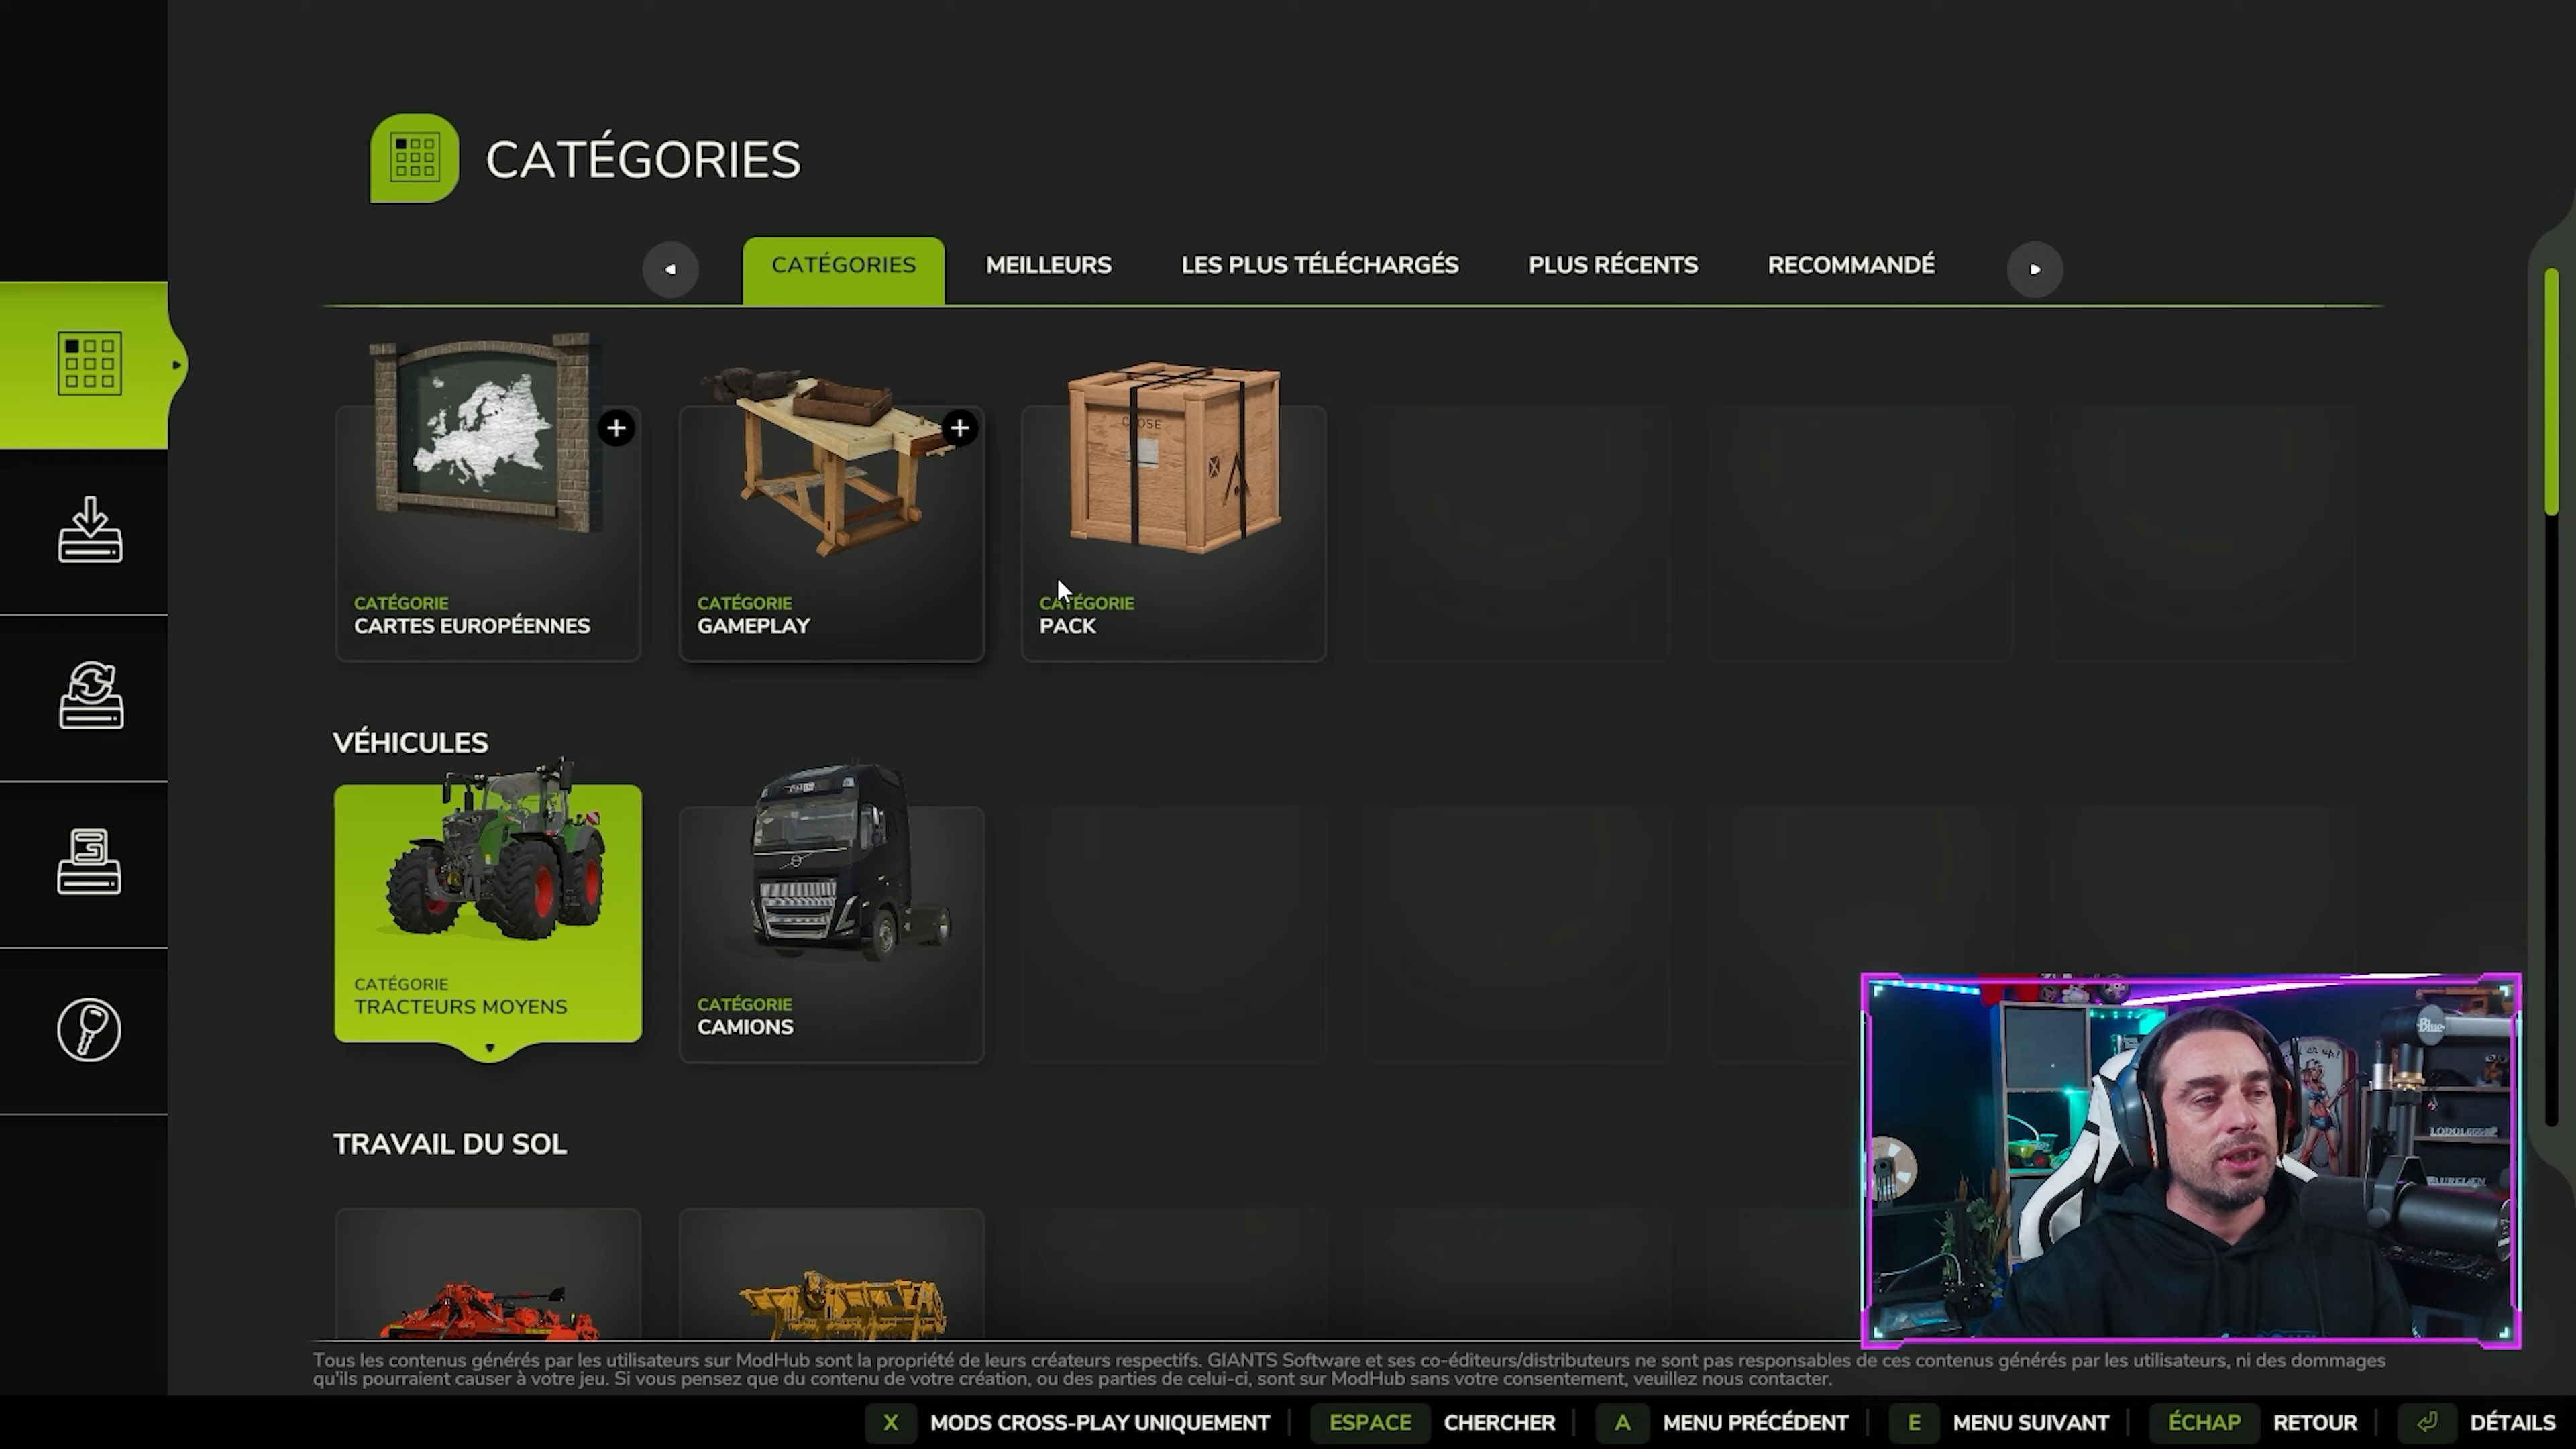 CATÉGORIES
CATÉGORIES
MEILLEURS
LES PLUS TÉLÉCHARGÉS
PLUS RÉCENTS
RECOMMANDÉ
CATÉGORIE
CARTES EUROPÉENNES
CATÉGORIE
GAMEPLAY
CATÉGORIE
PACK
VÉHICULES
CATÉGORIE
TRACTEURS MOYENS
CATÉGORIE
CAMIONS
TRAVAIL DU SOL
Blue
AURELIEN
Tous les contenus générés par les utilisateurs sur ModHub sont la propriété de leurs créateurs respectifs. GIANTS Software et ses co-éditeurs/distributeurs ne sont pas responsables de ces contenus générés par les utilisateurs, ni des dommages
qu'ils pourraient causer à votre jeu. Si vous pensez que du contenu de votre création, ou des parties de celui-ci, sont sur ModHub sans votre consentement, veuillez nous contacter.
X MODS CROSS-PLAY UNIQUEMENT ESPACE CHERCHER A MENU PRÉCÉDENT E MENU SUIVANT ÉCHAP RETOUR DÉTAILS